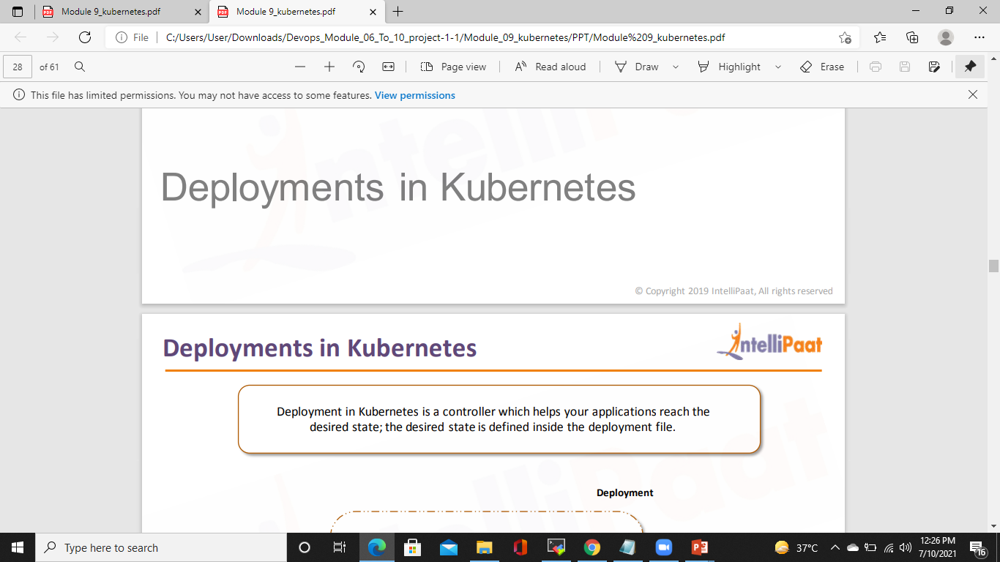 Module 9_kubernetes.pdf
Module 9_kubernetes.pdf
File
C:/Users/User/Downloads/Devops_Module_06_To_10_project-1-1/Module_09_kubernetes/PPT/Module%209_kubernetes.pdf
28 of 61
Page view
Read aloud
Draw
Highlight
Erase
This file has limited permissions. You may not have access to some features. View permissions
IntelliPaat
Deployments in Kubernetes
© Copyright 2019 IntelliPaat, All rights reserved
Deployments in Kubernetes
IntelliPaat
Deployment in Kubernetes is a controller which helps your applications reach the
desired state; the desired state is defined inside the deployment file.
IntelliPaat
Deployment
Type here to search
37°C
12:26 PM
7/10/2021
16